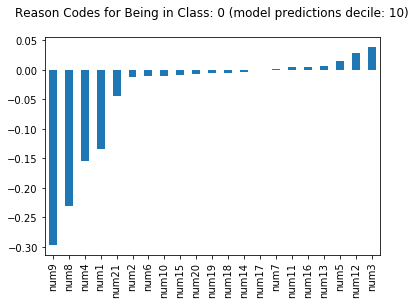 Reason Codes for Being in Class: 0 (model predictions decile: 10)
0.05
0.00
−0.05
−0.10
−0.15
−0.20
−0.25
−0.30
num9
num8
num4
num1
num21
num2
num6
num10
num15
num20
num19
num18
num14
num17
num7
num11
num16
num13
num5
num12
num3